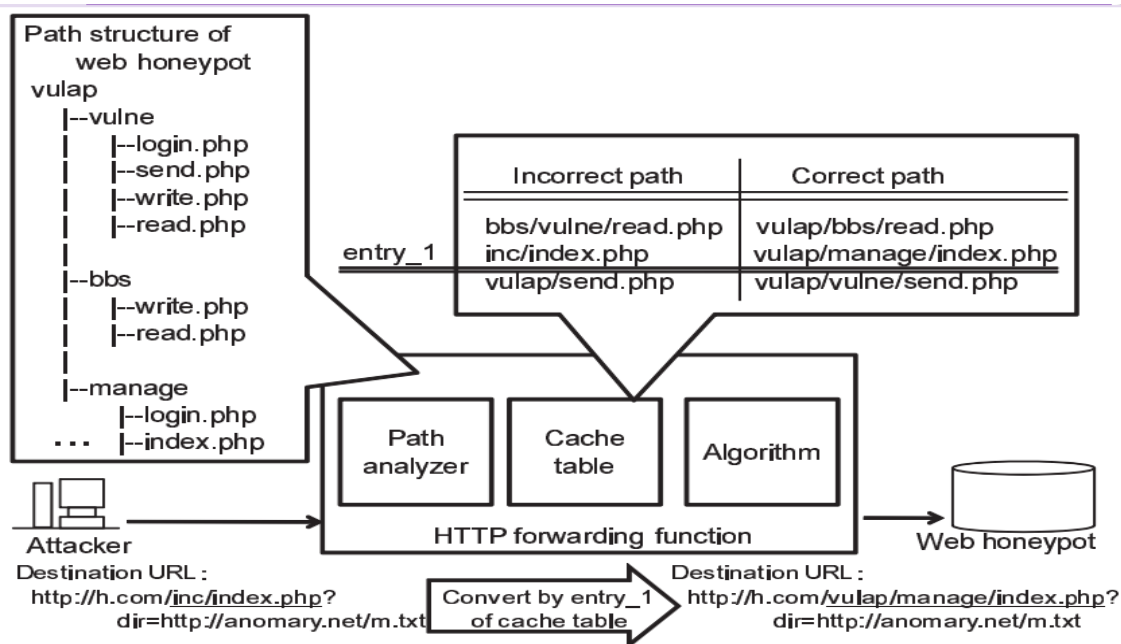 Path structure of
web honeypot
vulap
|--vulne
|--login.php
|--send.php
|--write.php
|--read.php
|--bbs
|--write.php
|--read.php
|--manage
|--login.php
... |--index.php
Incorrect path Correct path
bbs/vulne/read.php vulap/bbs/read.php
entry_1 inc/index.php vulap/manage/index.php
vulap/send.php vulap/vulne/send.php
Path analyzer
Cache table
Algorithm
HTTP forwarding function
Attacker
Web honeypot
Destination URL :
http://h.com/inc/index.php?
dir=http://anomary.net/m.txt
Convert by entry_1
of cache table
Destination URL :
http://h.com/vulap/manage/index.php?
dir=http://anomary.net/m.txt